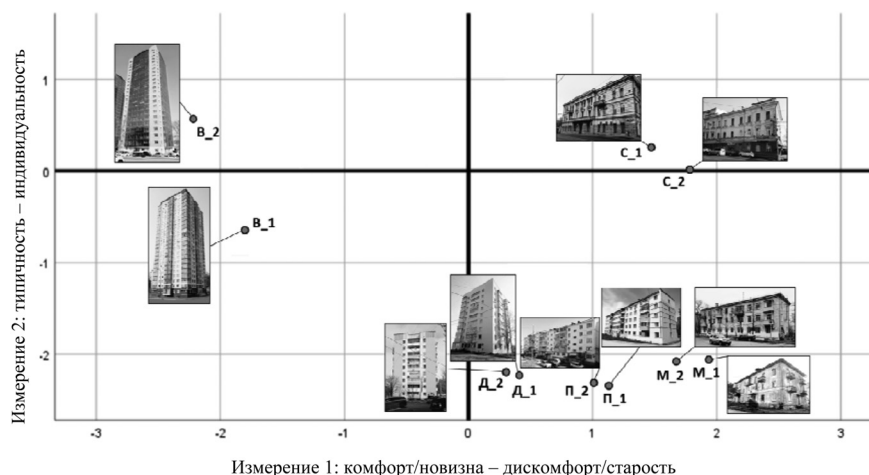 Измерение 2: типичность – индивидуальность
1
0
-1
-2
В_2
В_1
С_1
С_2
Д_2
Д_1
П_2
П_1
М_2
М_1
-3
-2
-1
0
1
2
3
Измерение 1: комфорт/новизна – дискомфорт/старость